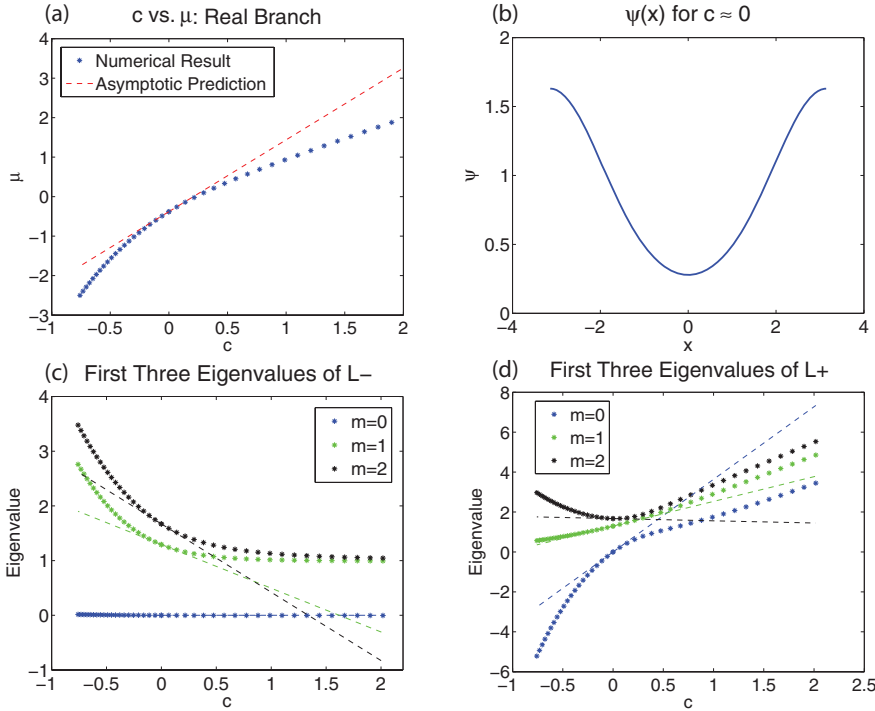 (a)
c vs. μ: Real Branch
4
3
2
1
0
−1
−2
−3
μ
Numerical Result
Asymptotic Prediction
−1
−0.5
0
0.5
1
1.5
2
c
(b)
ψ(x) for c ≈ 0
2
1.5
1
0.5
0
ψ
−4
−2
0
2
4
x
(c)
First Three Eigenvalues of L−
4
3
2
1
0
−1
Eigenvalue
m=0
m=1
m=2
−1
−0.5
0
0.5
1
1.5
2
c
(d)
First Three Eigenvalues of L+
8
6
4
2
0
−2
−4
−6
Eigenvalue
m=0
m=1
m=2
−1
−0.5
0
0.5
1
1.5
2
2.5
c